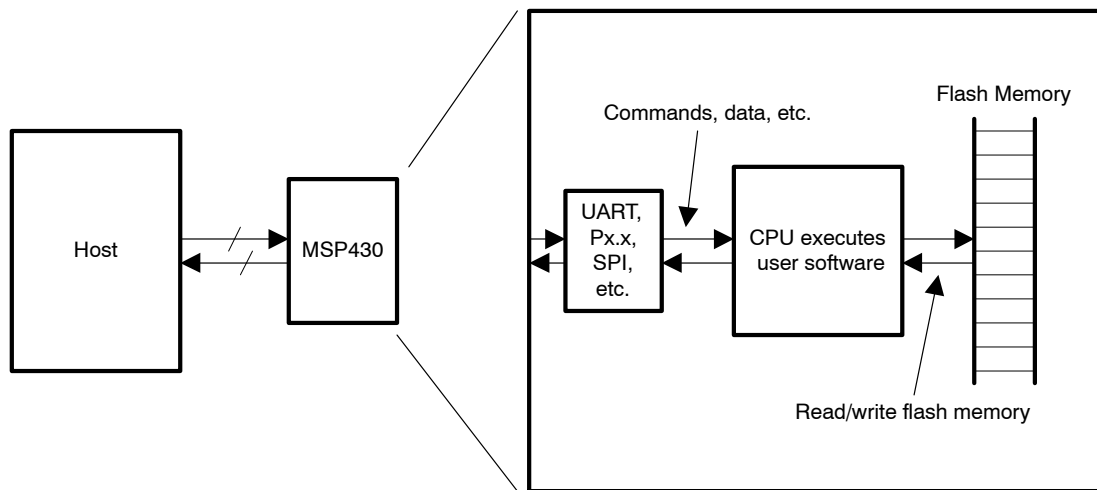 Host
MSP430
Flash Memory
Commands, data, etc.
UART,
Px.x,
SPI,
etc.
CPU executes
user software
Read/write flash memory